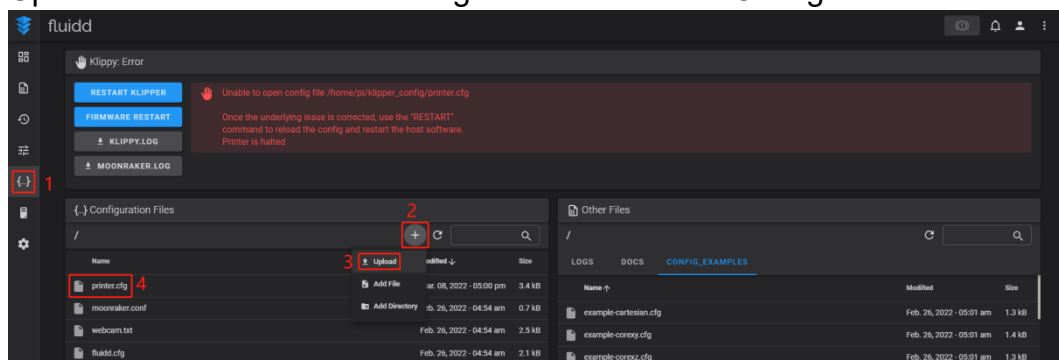 fluidd
Klippy: Error
RESTART KLIPPER
FIRMWARE RESTART
KLIPPY.LOG
MOONRAKER.LOG
Unable to open config file /home/pi/klipper_config/printer.cfg
Once the underlying issue is corrected, use the "RESTART"
command to reload the config and restart the host software.
Printer is halted
1
{..} Configuration Files
2
/
Name
odified
Size
3 Upload
Add File
Add Directory
printer.cfg 4
ar. 08, 2022 - 05:00 pm 3.4 kB
moonraker.conf
eb. 26, 2022 - 04:54 am 0.7 kB
webcam.txt Feb. 26, 2022 - 04:54 am 2.5 kB
fluidd.cfg Feb. 26, 2022 - 04:54 am 2.1 kB
Other Files
/
LOGS DOCS CONFIG_EXAMPLES
Name Modified Size
example-cartesian.cfg Feb. 26, 2022 - 05:01 am 1.3 kB
example-corexy.cfg Feb. 26, 2022 - 05:01 am 1.4 kB
example-corexz.cfg Feb. 26, 2022 - 05:01 am 1.3 kB